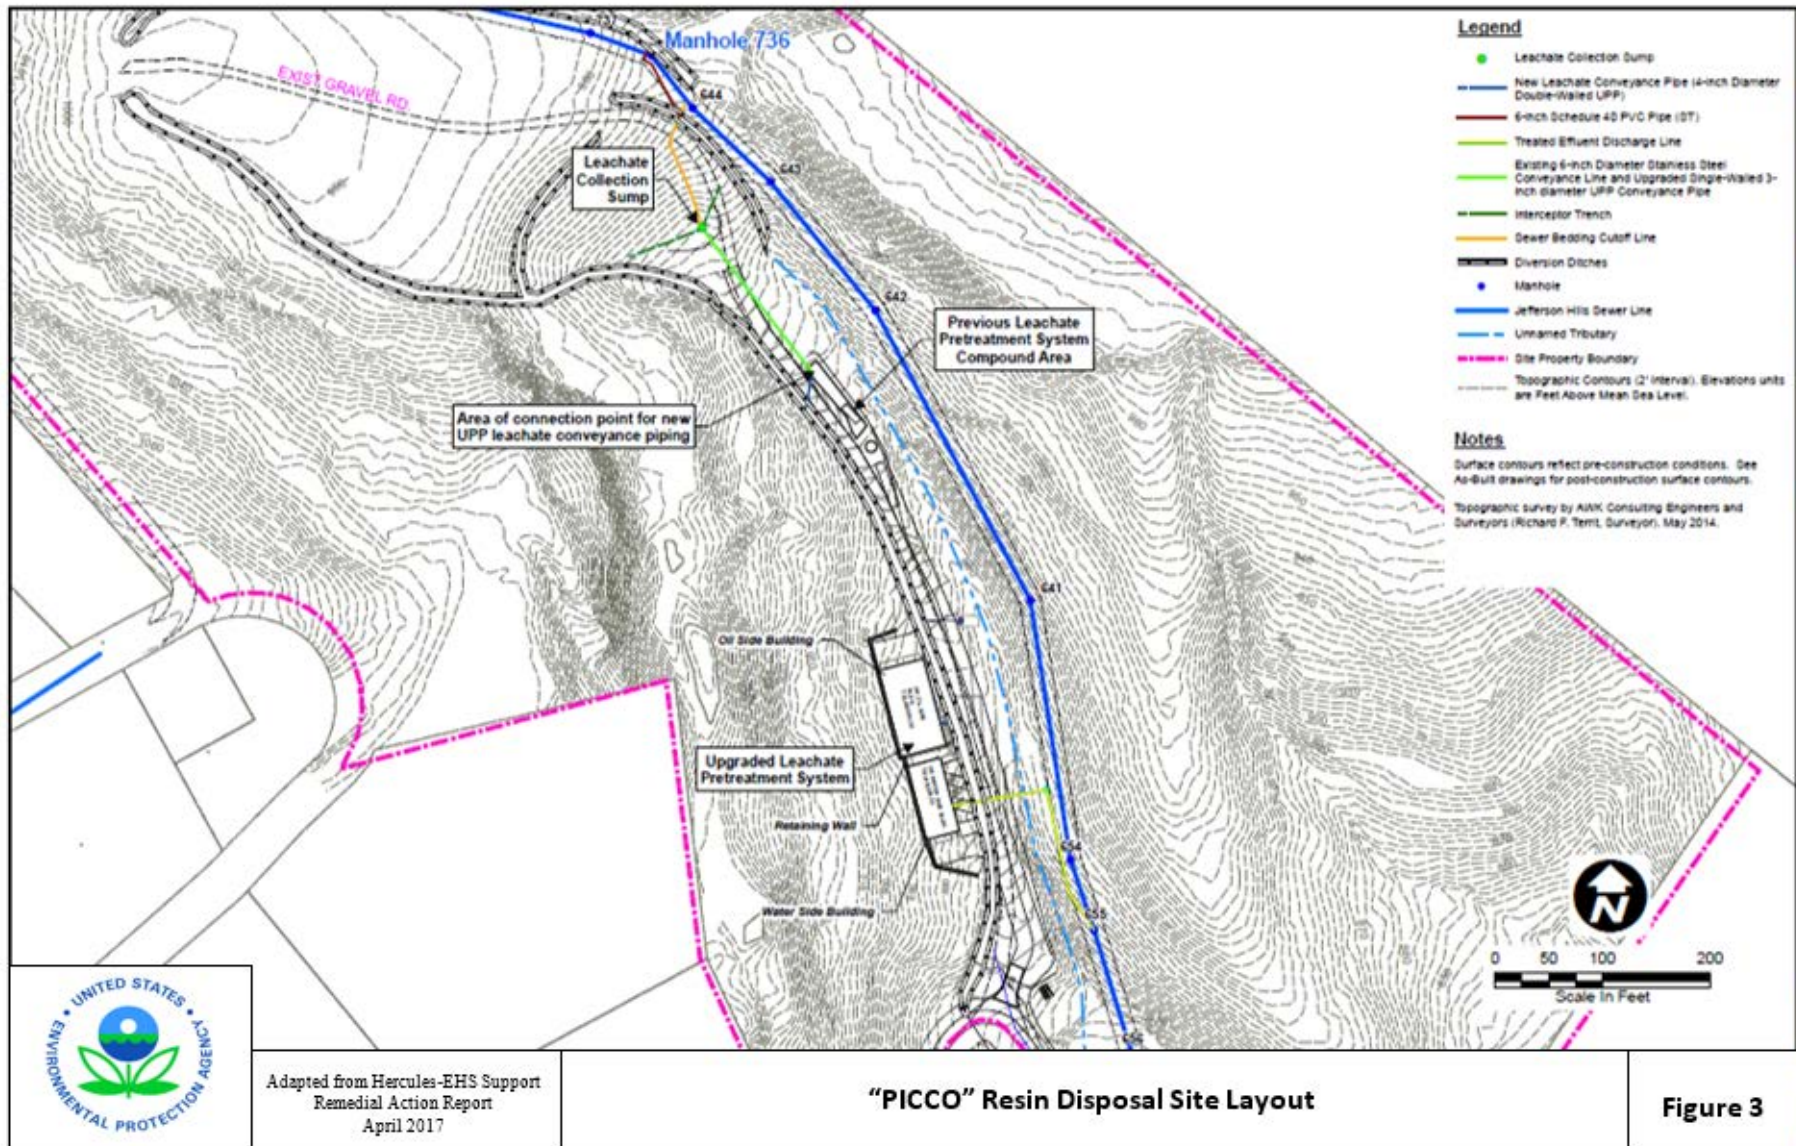 Manhole 736
EXIST GRAVEL RD.
644
643
642
641
654
655
656
Leachate
Collection
Sump
Previous Leachate
Pretreatment System
Compound Area
Area of connection point for new
UPP leachate conveyance piping
Oil Side Building
Upgraded Leachate
Pretreatment System
Retaining Wall
Water Side Building
Legend
Leachate Collection Sump
New Leachate Conveyance Pipe (4-Inch Diameter
Double-Walled UPP)
6-Inch Schedule 40 PVC Pipe (ST)
Treated Effluent Discharge Line
Existing 6-inch Diameter Stainless Steel
Conveyance Line and Upgraded Single-Walled 3-
inch diameter UPP Conveyance Pipe
Interceptor Trench
Sewer Bedding Cutoff Line
Diversion Ditches
Manhole
Jefferson Hills Sewer Line
Unnamed Tributary
Site Property Boundary
Topographic Contours (2' Interval). Elevations units
are Feet Above Mean Sea Level.
Notes
Surface contours reflect pre-construction conditions. See
As-Built drawings for post-construction surface contours.
Topographic survey by AWK Consulting Engineers and
Surveyors (Richard F. Territ, Surveyor). May 2014.
N
0 50 100 200
Scale In Feet
UNITED STATES
ENVIRONMENTAL PROTECTION AGENCY
Adapted from Hercules-EHS Support
Remedial Action Report
April 2017
"PICCO" Resin Disposal Site Layout
Figure 3